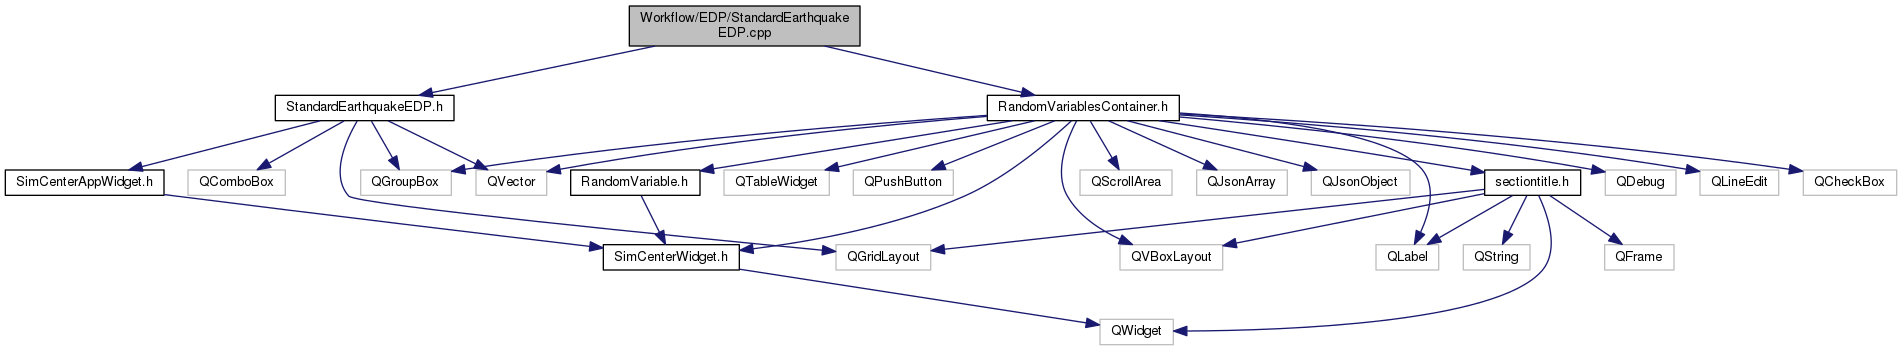 Workflow/EDP/StandardEarthquake
EDP.cpp
StandardEarthquakeEDP.h
RandomVariablesContainer.h
SimCenterAppWidget.h
QComboBox
QGroupBox
QVector
RandomVariable.h
QTableWidget
QPushButton
QScrollArea
QJsonArray
QJsonObject
sectiontitle.h
QDebug
QLineEdit
QCheckBox
SimCenterWidget.h
QGridLayout
QVBoxLayout
QLabel
QString
QFrame
QWidget